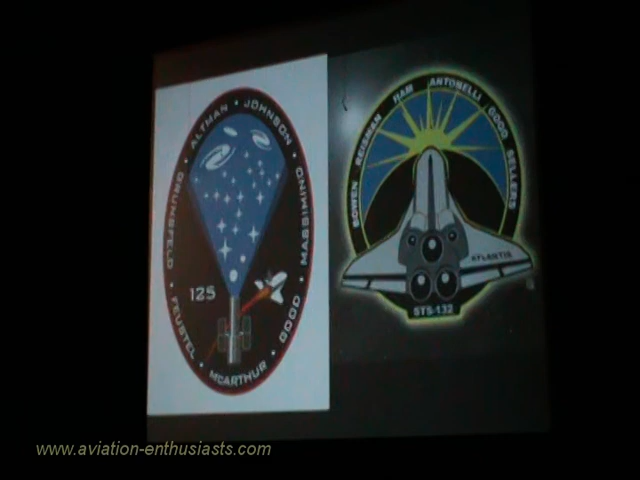 ALTMAN • JOHNSON
GRUNSFELD
MASSIMINO
125
FEUSTEL
GOOD
MCARTHUR
BOWEN REISMAN HAM ANTONELLI GOOD SELLERS
ATLANTIS
STS-132
www.aviation-enthusiasts.com